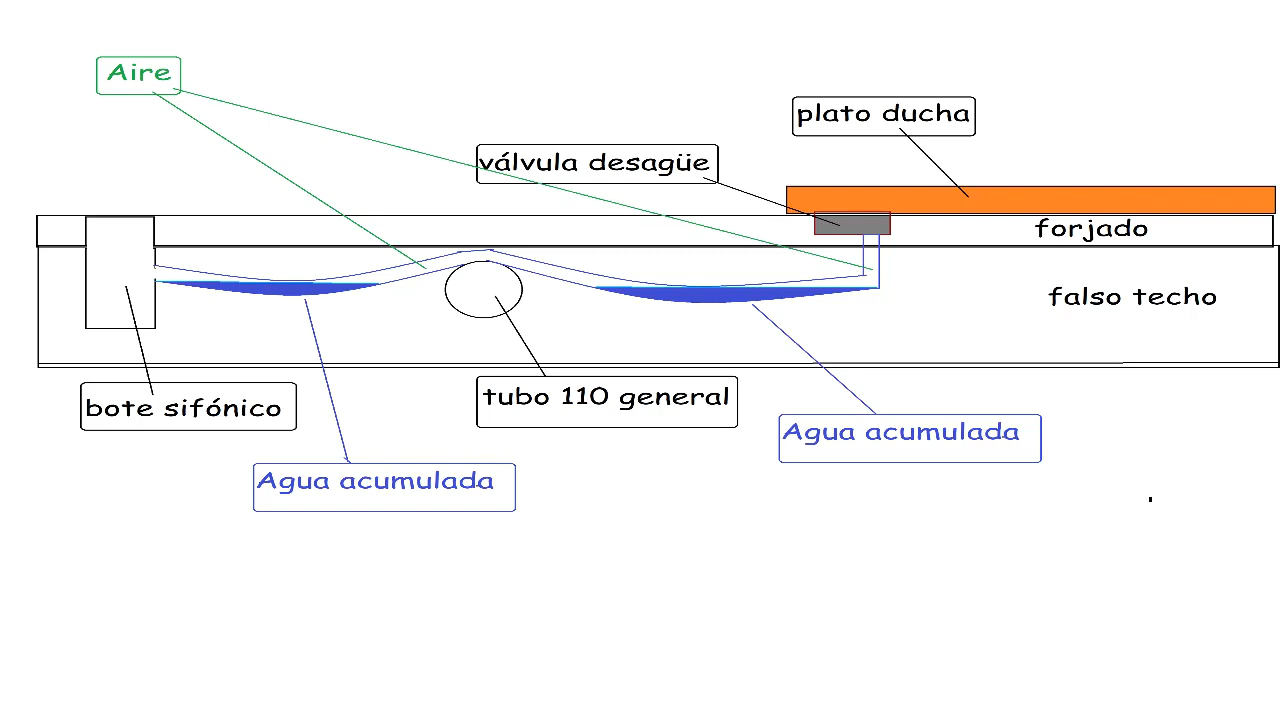 Aire
plato ducha
válvula desagüe
forjado
falso techo
bote sifónico
tubo 110 general
Agua acumulada
Agua acumulada